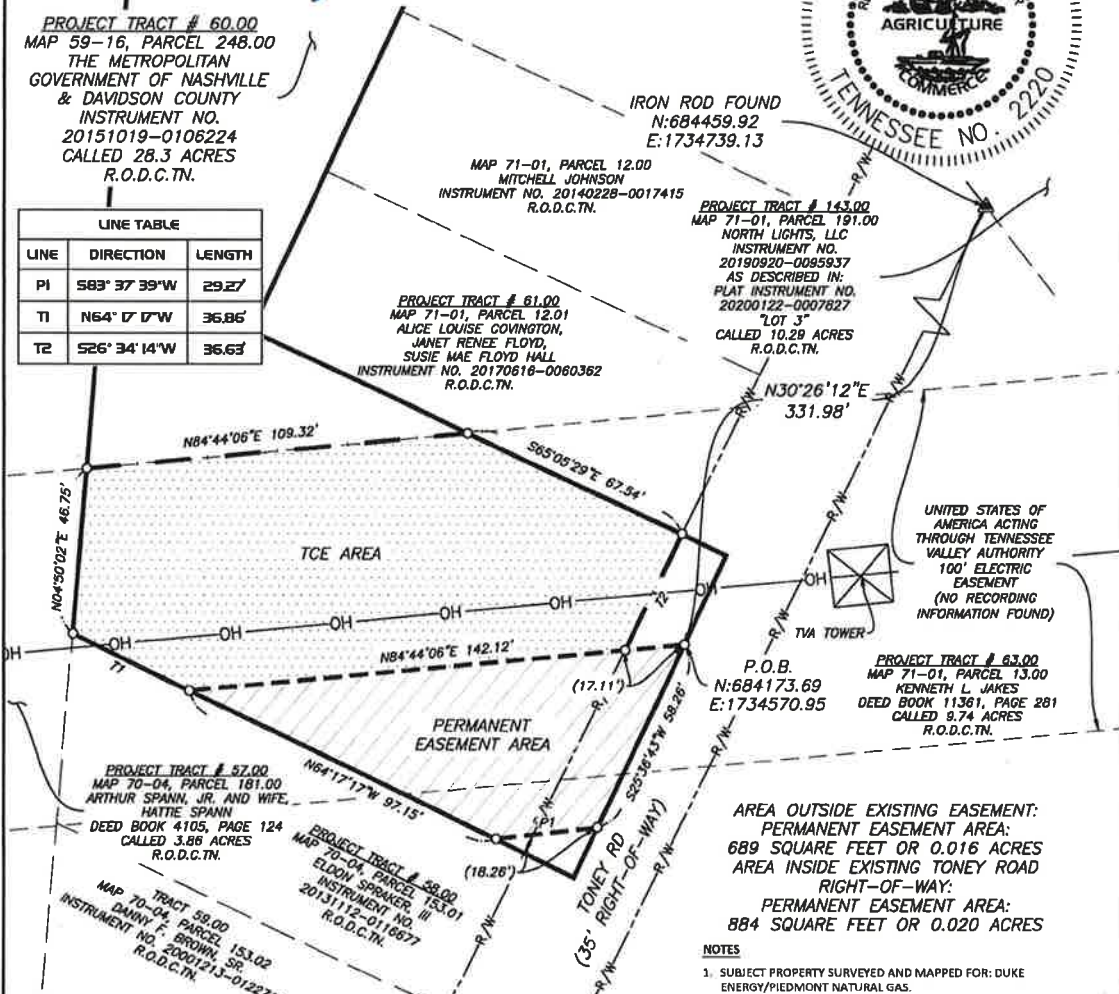 PROJECT TRACT # 60.00
MAP 59-16, PARCEL 248.00
THE METROPOLITAN
GOVERNMENT OF NASHVILLE
& DAVIDSON COUNTY
INSTRUMENT NO.
20151019-0106224
CALLED 28.3 ACRES
R.O.D.C.TN.
AGRICULTURE
COMMERCE
TENNESSEE NO. 2220
IRON ROD FOUND
N:684459.92
E:1734739.13
MAP 71-01, PARCEL 12.00
MITCHELL JOHNSON
INSTRUMENT NO. 20140228-0017415
R.O.D.C.TN.
PROJECT TRACT # 143.00
MAP 71-01, PARCEL 191.00
NORTH LIGHTS, LLC
INSTRUMENT NO.
20190920-0095937
AS DESCRIBED IN:
PLAT INSTRUMENT NO.
20200122-0007627
"LOT 3"
CALLED 10.29 ACRES
R.O.D.C.TN.
LINE TABLE
LINE DIRECTION LENGTH
P1 S83° 37' 39"W 29.27'
T1 N64° 17' 17"W 36.86'
T2 S26° 34' 14"W 36.63'
PROJECT TRACT # 61.00
MAP 71-01, PARCEL 12.01
ALICE LOUISE COVINGTON,
JANET RENEE FLOYD,
SUSIE MAE FLOYD HALL
INSTRUMENT NO. 20170616-0060362
R.O.D.C.TN.
N30°26'12"E
331.98'
N84°44'06"E 109.32'
S65°05'29"E 67.54'
N04°50'02"E 46.75'
TCE AREA
UNITED STATES OF
AMERICA ACTING
THROUGH TENNESSEE
VALLEY AUTHORITY
100' ELECTRIC
EASEMENT
(NO RECORDING
INFORMATION FOUND)
TVA TOWER
OH
OH
OH
OH
OH
OH
OH
T1
T2
N84°44'06"E 142.12'
(17.11')
P.O.B.
N:684173.69
E:1734570.95
PROJECT TRACT # 63.00
MAP 71-01, PARCEL 13.00
KENNETH L. JAKES
DEED BOOK 11361, PAGE 281
CALLED 9.74 ACRES
R.O.D.C.TN.
PERMANENT
EASEMENT AREA
S25°36'43"W 58.26'
N64°17'17"W 97.15'
P1
(18.26')
TONEY RD
(35' RIGHT-OF-WAY)
R/W
R/W
R/W
R/W
R/W
R/W
R/W
R/W
R/W
R/W
R/W
R/W
PROJECT TRACT # 57.00
MAP 70-04, PARCEL 181.00
ARTHUR SPANN, JR. AND WIFE,
HATTIE SPANN
DEED BOOK 4105, PAGE 124
CALLED 3.86 ACRES
R.O.D.C.TN.
PROJECT TRACT # 58.00
MAP 70-04, PARCEL 153.01
ELDON SPRAKER, III
INSTRUMENT NO.
20131112-0116677
R.O.D.C.TN.
TRACT 59.00
MAP 70-04, PARCEL 153.02
DANNY F. BROWN, SR.
INSTRUMENT NO. 20001213-01227
R.O.D.C.TN.
AREA OUTSIDE EXISTING EASEMENT:
PERMANENT EASEMENT AREA:
689 SQUARE FEET OR 0.016 ACRES
AREA INSIDE EXISTING TONEY ROAD
RIGHT-OF-WAY:
PERMANENT EASEMENT AREA:
884 SQUARE FEET OR 0.020 ACRES
NOTES
1. SUBJECT PROPERTY SURVEYED AND MAPPED FOR: DUKE
ENERGY/PIEDMONT NATURAL GAS.